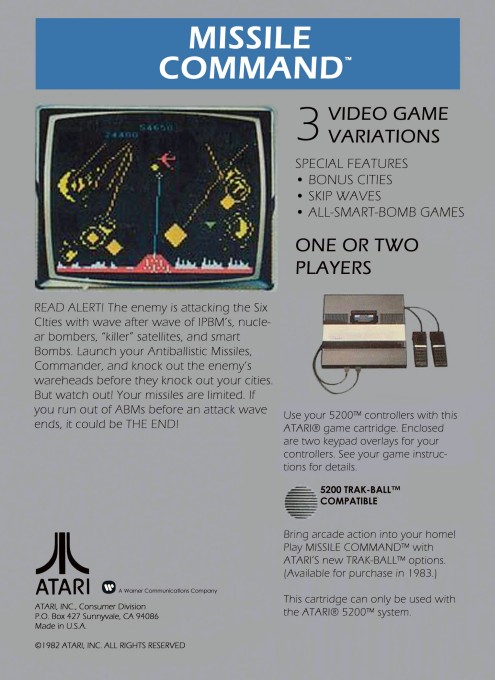 MISSILE
COMMAND™
54650
3 VIDEO GAME
VARIATIONS
SPECIAL FEATURES
• BONUS CITIES
• SKIP WAVES
• ALL-SMART-BOMB GAMES
ONE OR TWO
PLAYERS
READ ALERT! The enemy is attacking the Six
CIties with wave after wave of IPBM's, nucle-
ar bombers, "killer" satellites, and smart
Bombs. Launch your Antiballistic Missiles,
Commander, and knock out the enemy's
wareheads before they knock out your cities.
But watch out! Your missiles are limited. If
you run out of ABMs before an attack wave
ends, it could be THE END!
Use your 5200™ controllers with this
ATARI® game cartridge. Enclosed
are two keypad overlays for your
controllers. See your game instruc-
tions for details.
5200 TRAK-BALL™
COMPATIBLE
Bring arcade action into your home!
Play MISSILE COMMAND™ with
ATARI'S new TRAK-BALL™ options.
(Available for purchase in 1983.)
This cartridge can only be used with
the ATARI® 5200™ system.
ATARI
A Warner Communications Company
ATARI, INC., Consumer Division
P.O. Box 427 Sunnyvale, CA 94086
Made in U.S.A.
©1982 ATARI, INC. ALL RIGHTS RESERVED